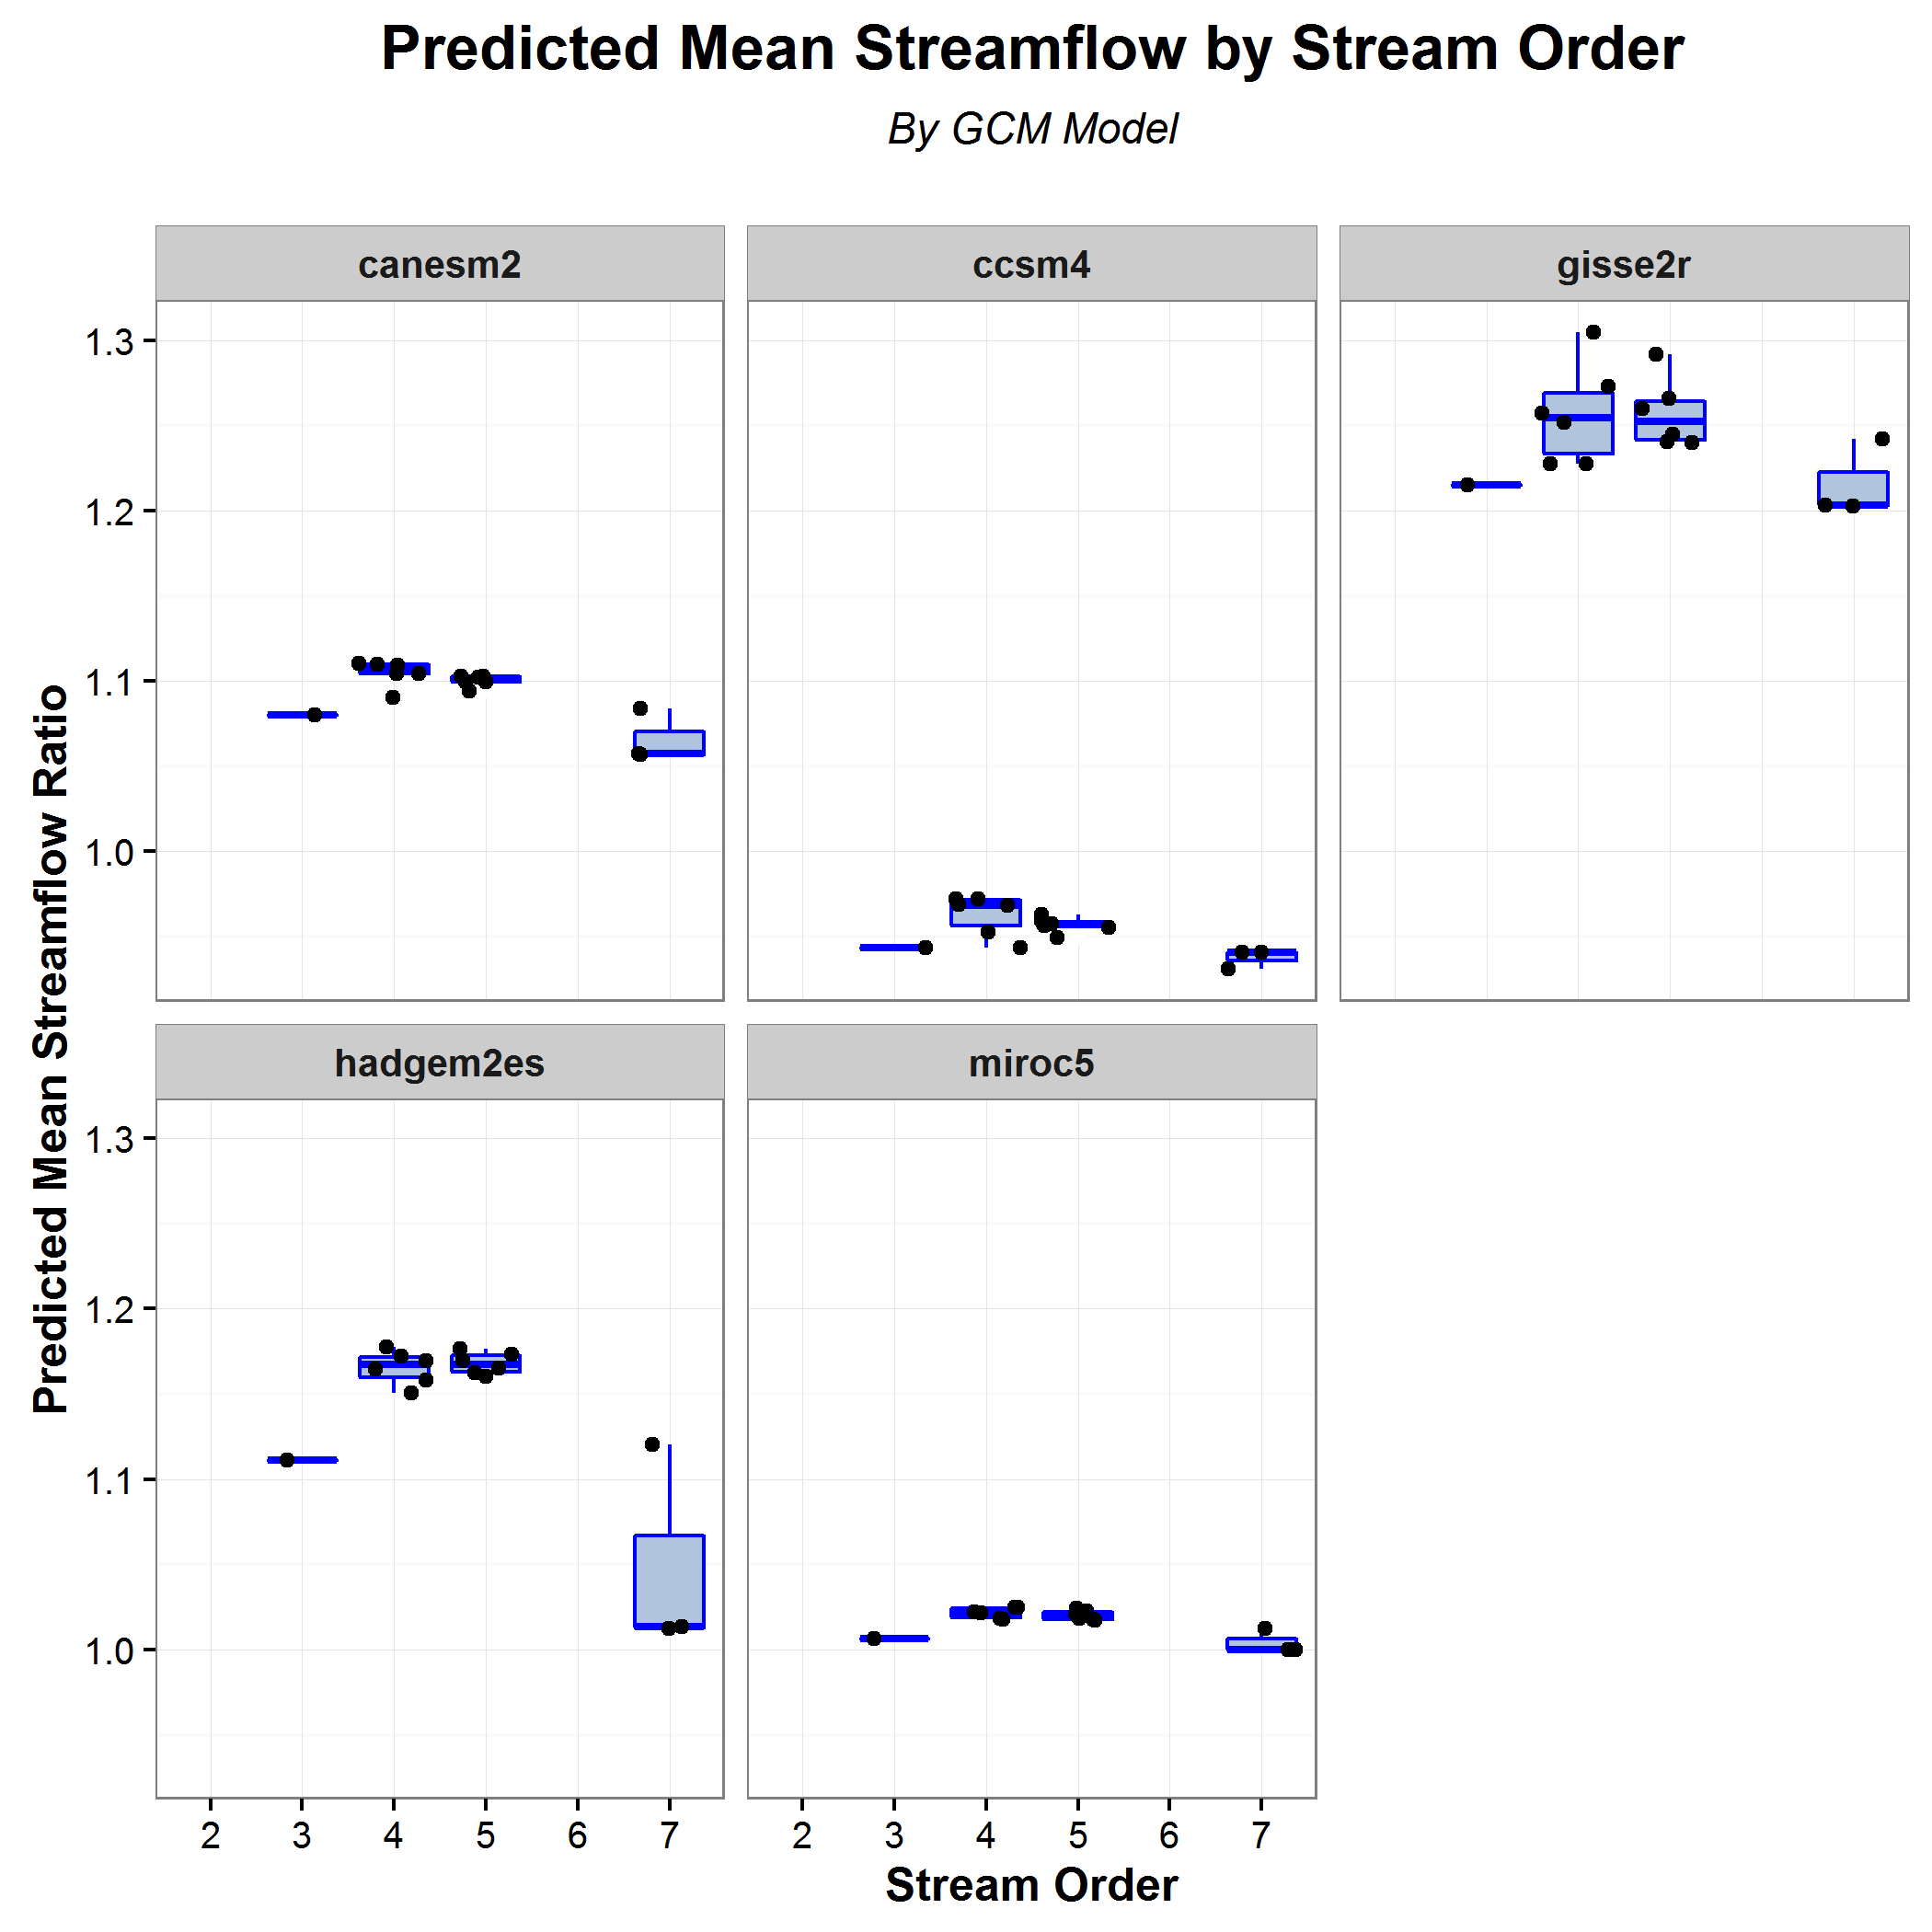 Predicted Mean Streamflow by Stream Order
By GCM Model
canesm2
ccsm4
gisse2r
1.3
1.2
1.1
1.0
Predicted Mean Streamflow Ratio
hadgem2es
miroc5
1.3
1.2
1.1
1.0
2 3 4 5 6 7
2 3 4 5 6 7
Stream Order